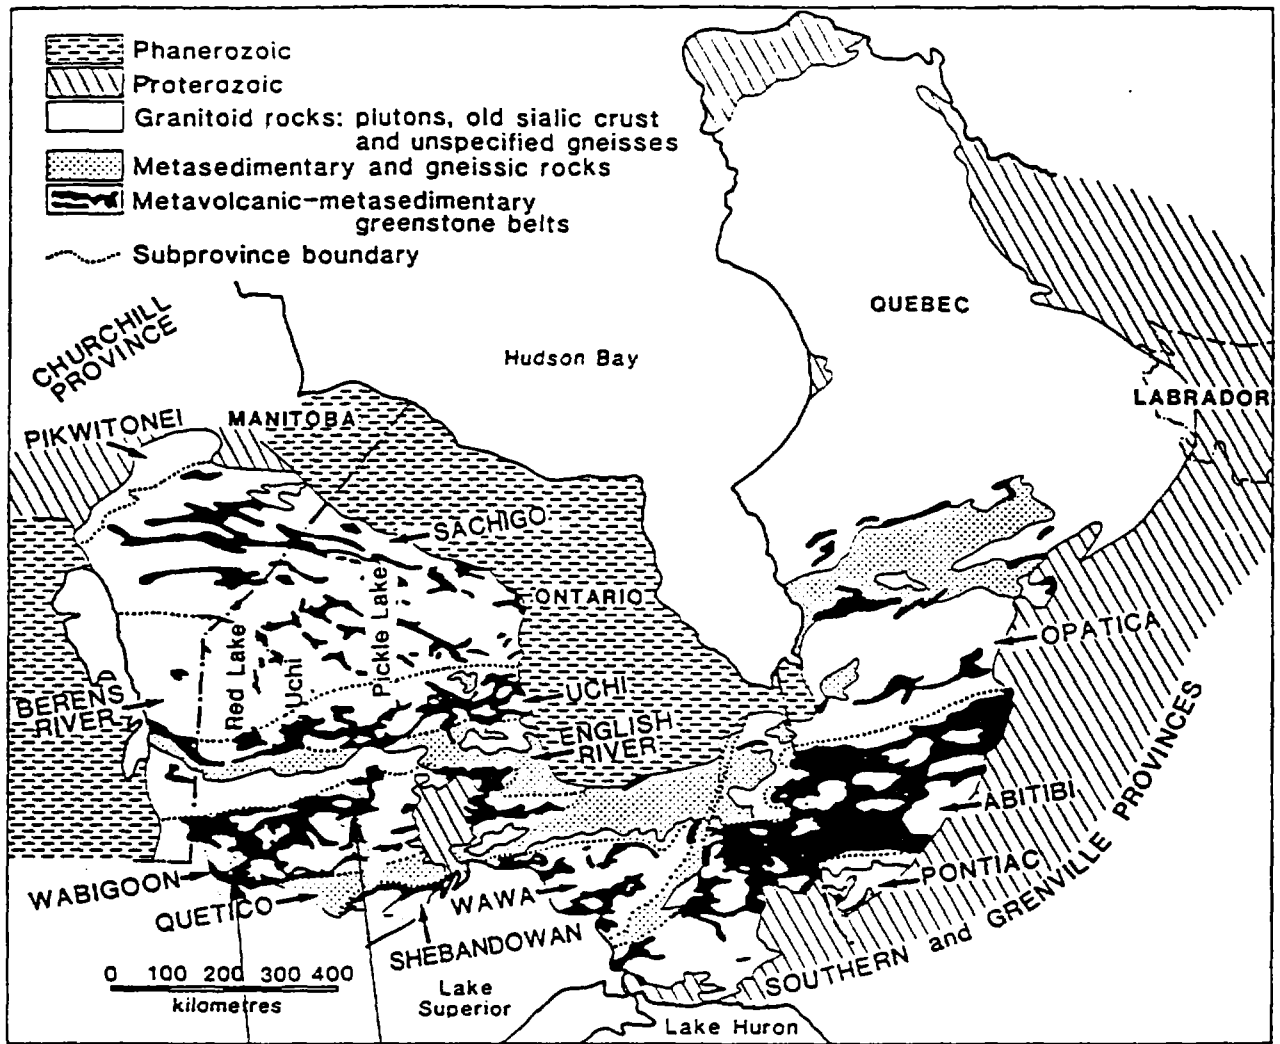 Phanerozoic
Proterozoic
Granitoid rocks: plutons, old sialic crust
and unspecified gneisses
Metasedimentary and gneissic rocks
Metavolcanic-metasedimentary
greenstone belts
Subprovince boundary
CHURCHILL
PROVINCE
QUEBEC
Hudson Bay
LABRADOR
PIKWITONEI
MANITOBA
SACHIGO
ONTARIO
Red Lake
Uchi
Pickle Lake
OPATICA
BERENS
RIVER
UCHI
ENGLISH
RIVER
ABITIBI
WABIGOON
QUETICO
WAWA
PONTIAC
SHEBANDOWAN
SOUTHERN and GRENVILLE PROVINCES
0 100 200 300 400
kilometres
Lake
Superior
Lake Huron